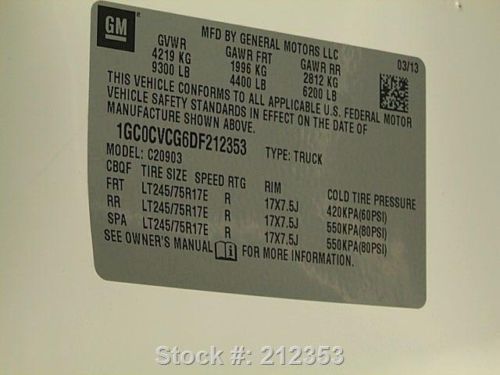 GM
MFD BY GENERAL MOTORS LLC
GVWR GAWR FRT GAWR RR 03/13
4219 KG 1996 KG 2812 KG
9300 LB 4400 LB 6200 LB
THIS VEHICLE CONFORMS TO ALL APPLICABLE U.S. FEDERAL MOTOR
VEHICLE SAFETY STANDARDS IN EFFECT ON THE DATE OF
MANUFACTURE SHOWN ABOVE.
1GC0CVCG6DF212353 TYPE: TRUCK
MODEL: C20903
CBQF TIRE SIZE SPEED RTG RIM COLD TIRE PRESSURE
FRT LT245/75R17E R 17X7.5J 420KPA(60PSI)
RR LT245/75R17E R 17X7.5J 550KPA(80PSI)
SPA LT245/75R17E R 17X7.5J 550KPA(80PSI)
SEE OWNER'S MANUAL FOR MORE INFORMATION.
Stock #: 212353